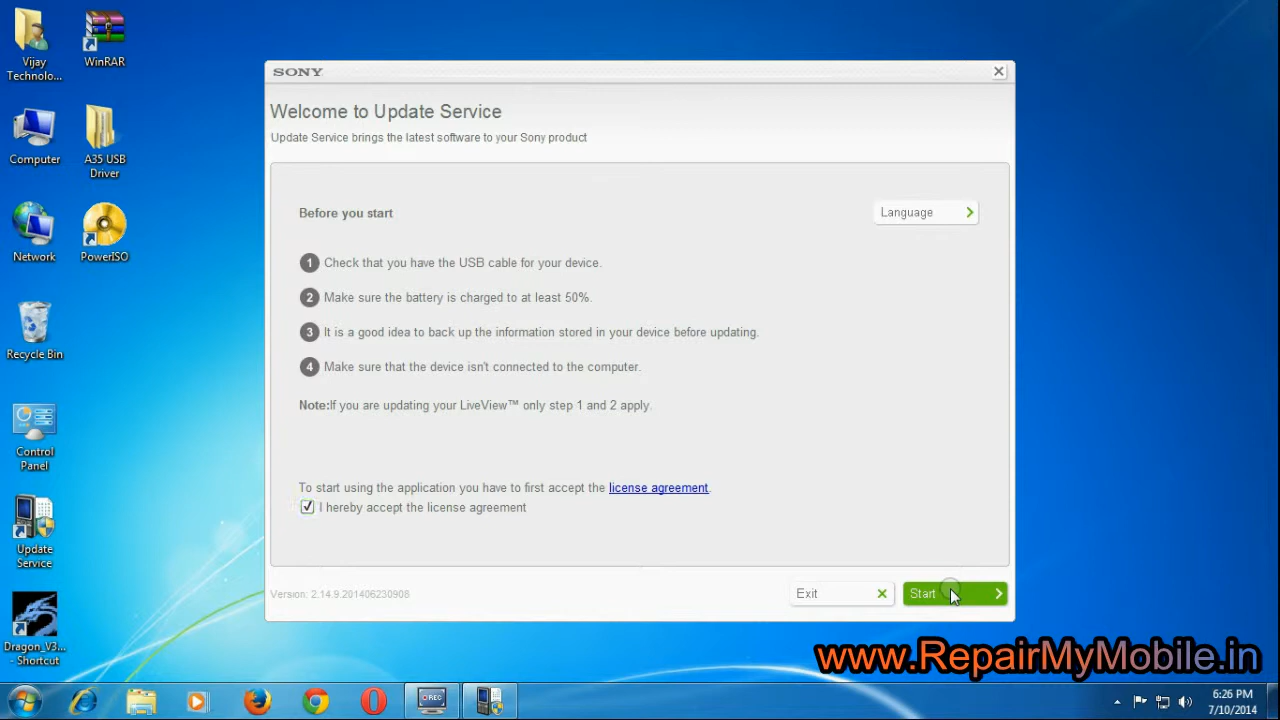 Vijay
Technolo...
WinRAR
Computer
A35 USB
Driver
Network
PowerISO
Recycle Bin
Control
Panel
Update
Service
Dragon_V3...
- Shortcut
SONY
Welcome to Update Service
Update Service brings the latest software to your Sony product
Before you start
Language
1 Check that you have the USB cable for your device.
2 Make sure the battery is charged to at least 50%.
3 It is a good idea to back up the information stored in your device before updating.
4 Make sure that the device isn't connected to the computer.
Note:If you are updating your LiveView™ only step 1 and 2 apply.
To start using the application you have to first accept the license agreement.
I hereby accept the license agreement
Version: 2.14.9.201406230908
Exit
Start
www.RepairMyMobile.in
REC
6:26 PM
7/10/2014